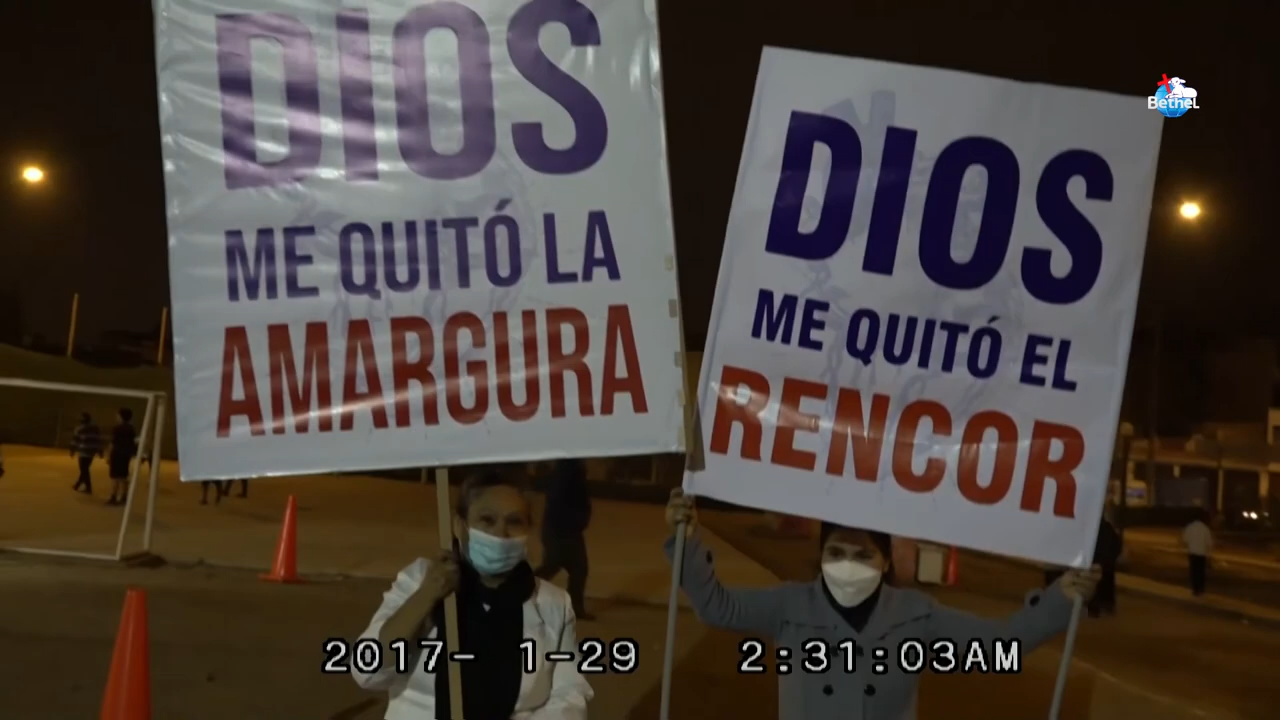 DIOS
ME QUITÓ LA
AMARGURA
DIOS
ME QUITÓ EL
RENCOR
Bethel
2017- 1-29 2:31:03AM